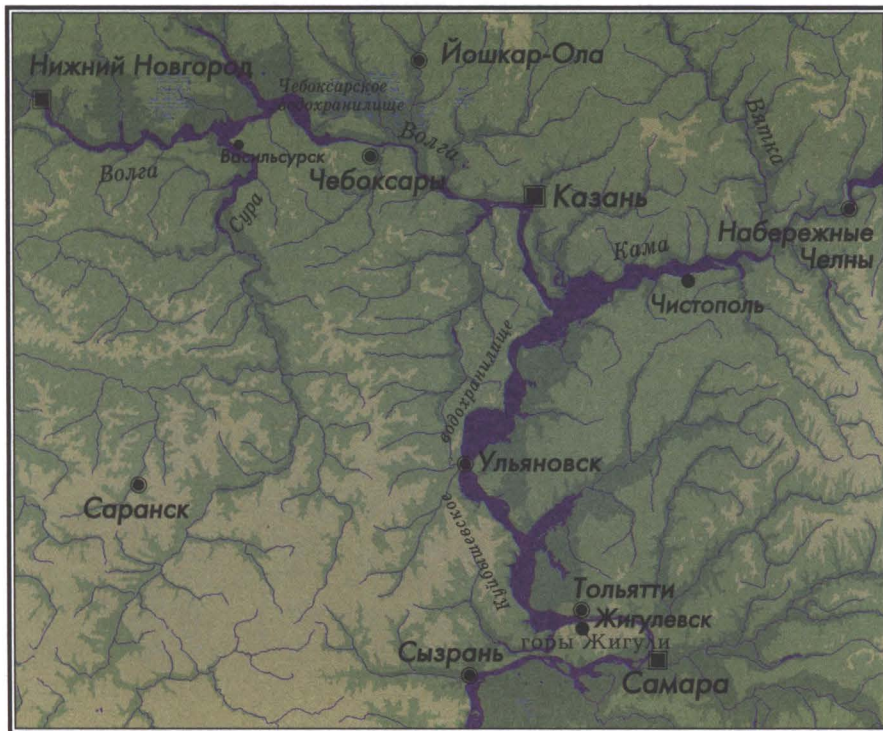 Йошкар-Ола
Нижний Новгород
Чебоксарское
водохранилище
Волга
Вятка
Васильсурск
Чебоксары
Волга
Сура
Казань
Набережные
Челны
Кама
Чистополь
водохранилище
Ульяновск
Саранск
Куйбышевское
Тольятти
Жигулевск
горы Жигули
Сызрань
Самара